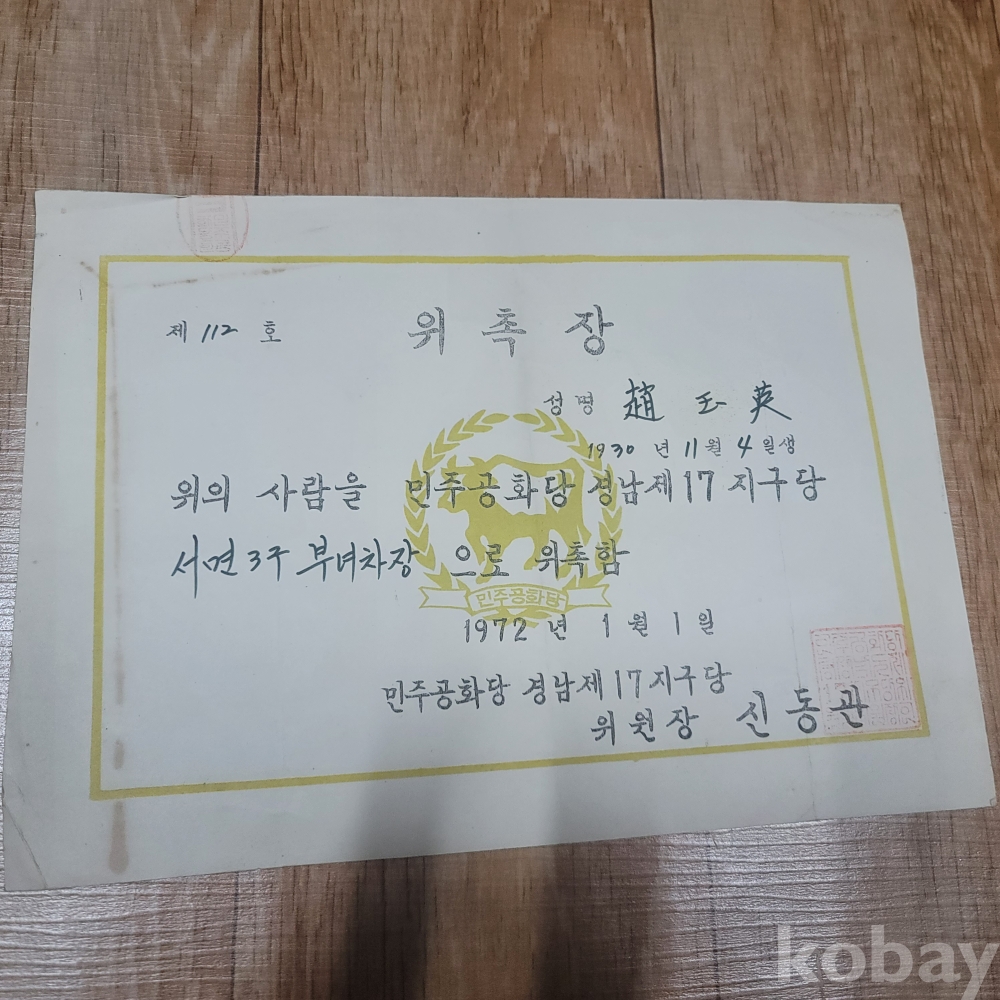 제 112 호
위 촉 장
성명 趙 玉 英
1930 년 11월 4 일생
위의 사람을 민주공화당 경남제17지구당
서면3구 부녀차장 으로 위촉함
민주공화당
1972 년 1 월 1 일
민주공화당 경남제17지구당
위원장 신동관
kobay